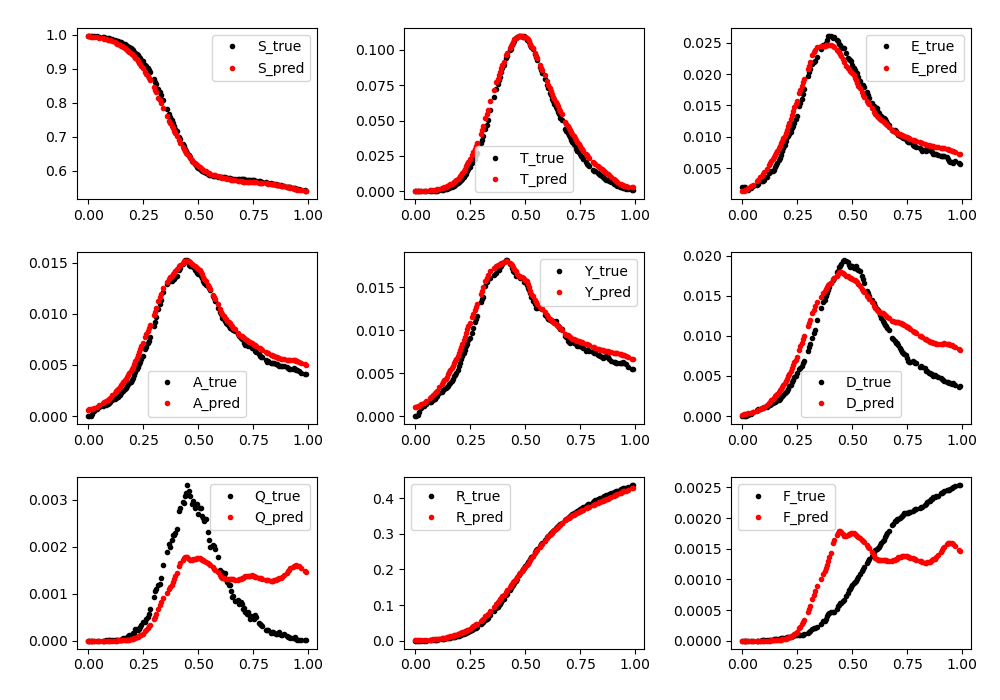 1.0
0.9
0.8
0.7
0.6
S_true
S_pred
0.00 0.25 0.50 0.75 1.00
0.100
0.075
0.050
0.025
0.000
T_true
T_pred
0.00 0.25 0.50 0.75 1.00
0.025
0.020
0.015
0.010
0.005
E_true
E_pred
0.00 0.25 0.50 0.75 1.00
0.015
0.010
0.005
0.000
A_true
A_pred
0.00 0.25 0.50 0.75 1.00
0.015
0.010
0.005
0.000
Y_true
Y_pred
0.00 0.25 0.50 0.75 1.00
0.020
0.015
0.010
0.005
0.000
D_true
D_pred
0.00 0.25 0.50 0.75 1.00
0.003
0.002
0.001
0.000
Q_true
Q_pred
0.00 0.25 0.50 0.75 1.00
0.4
0.3
0.2
0.1
0.0
R_true
R_pred
0.00 0.25 0.50 0.75 1.00
0.0025
0.0020
0.0015
0.0010
0.0005
0.0000
F_true
F_pred
0.00 0.25 0.50 0.75 1.00